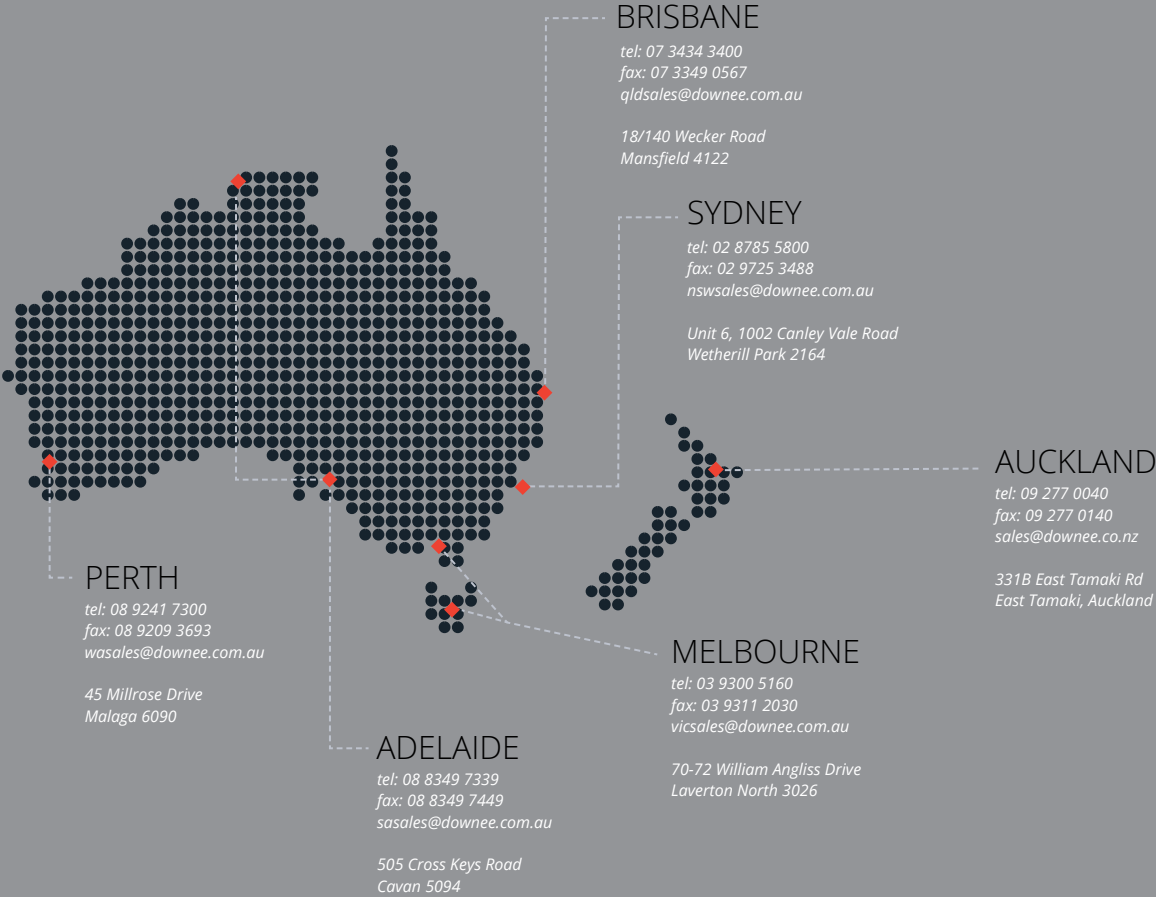 BRISBANE
tel: 07 3434 3400
fax: 07 3349 0567
qldsales@downee.com.au
18/140 Wecker Road
Mansfield 4122
SYDNEY
tel: 02 8785 5800
fax: 02 9725 3488
nswsales@downee.com.au
Unit 6, 1002 Canley Vale Road
Wetherill Park 2164
AUCKLAND
tel: 09 277 0040
fax: 09 277 0140
sales@downee.co.nz
331B East Tamaki Rd
East Tamaki, Auckland
PERTH
tel: 08 9241 7300
fax: 08 9209 3693
wasales@downee.com.au
45 Millrose Drive
Malaga 6090
MELBOURNE
tel: 03 9300 5160
fax: 03 9311 2030
vicsales@downee.com.au
70-72 William Angliss Drive
Laverton North 3026
ADELAIDE
tel: 08 8349 7339
fax: 08 8349 7449
sasales@downee.com.au
505 Cross Keys Road
Cavan 5094